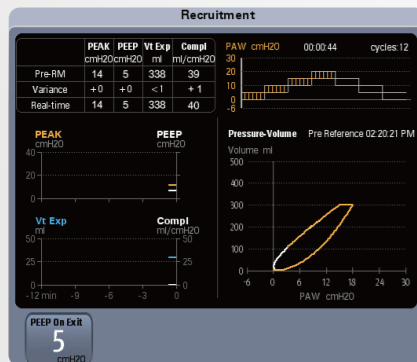 Recruitment
PEAK PEEP Vt Exp Compl
cmH2O cmH2O ml ml/cmH2O
Pre-RM 14 5 338 39
Variance +0 +0 <1 +1
Real-time 14 5 338 40
PAW cmH20 00:00:44 cycles:12
30
20
10
0
-6
PEAK PEEP
cmH2O cmH2O
40
20
0
Vt Exp Compl
ml ml/cmH2O
50 50
25 25
0 0
-12 min -9 -6 -3 0
Pressure-Volume Pre Reference 02:20:21 PM
Volume ml
500
400
300
200
100
0
-6 0 6 12 18 24 30
PAW cmH2O
PEEP On Exit
5
cmH2O